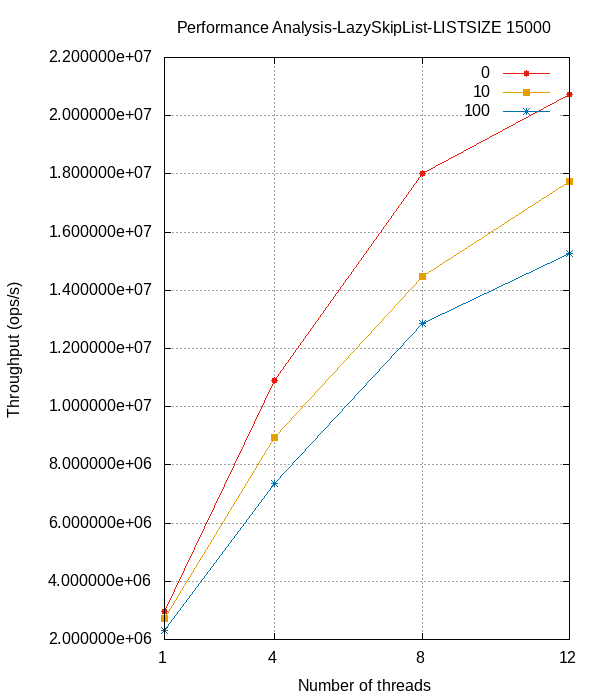 Performance Analysis-LazySkipList-LISTSIZE 15000
2.200000e+07
2.000000e+07
1.800000e+07
1.600000e+07
1.400000e+07
1.200000e+07
1.000000e+07
8.000000e+06
6.000000e+06
4.000000e+06
2.000000e+06
Throughput (ops/s)
0
10
100
1 4 8 12
Number of threads